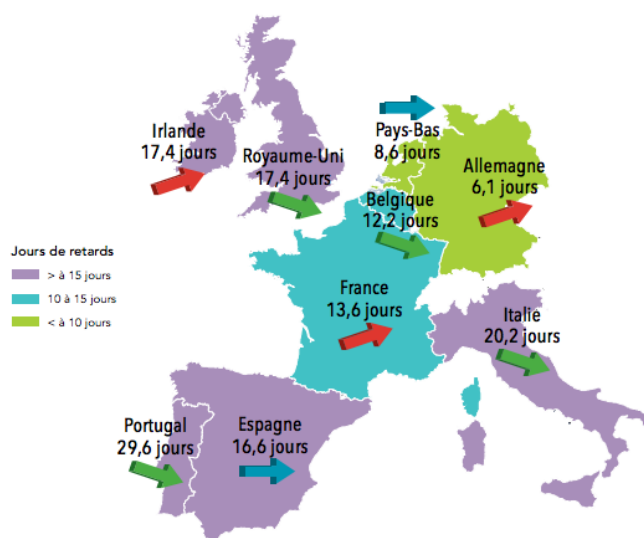 Irlande
17,4 jours
Royaume-Uni
17,4 jours
Pays-Bas
8,6 jours
Allemagne
6,1 jours
Belgique
12,2 jours
Jours de retards
> à 15 jours
10 à 15 jours
< à 10 jours
France
13,6 jours
Italie
20,2 jours
Portugal
29,6 jours
Espagne
16,6 jours